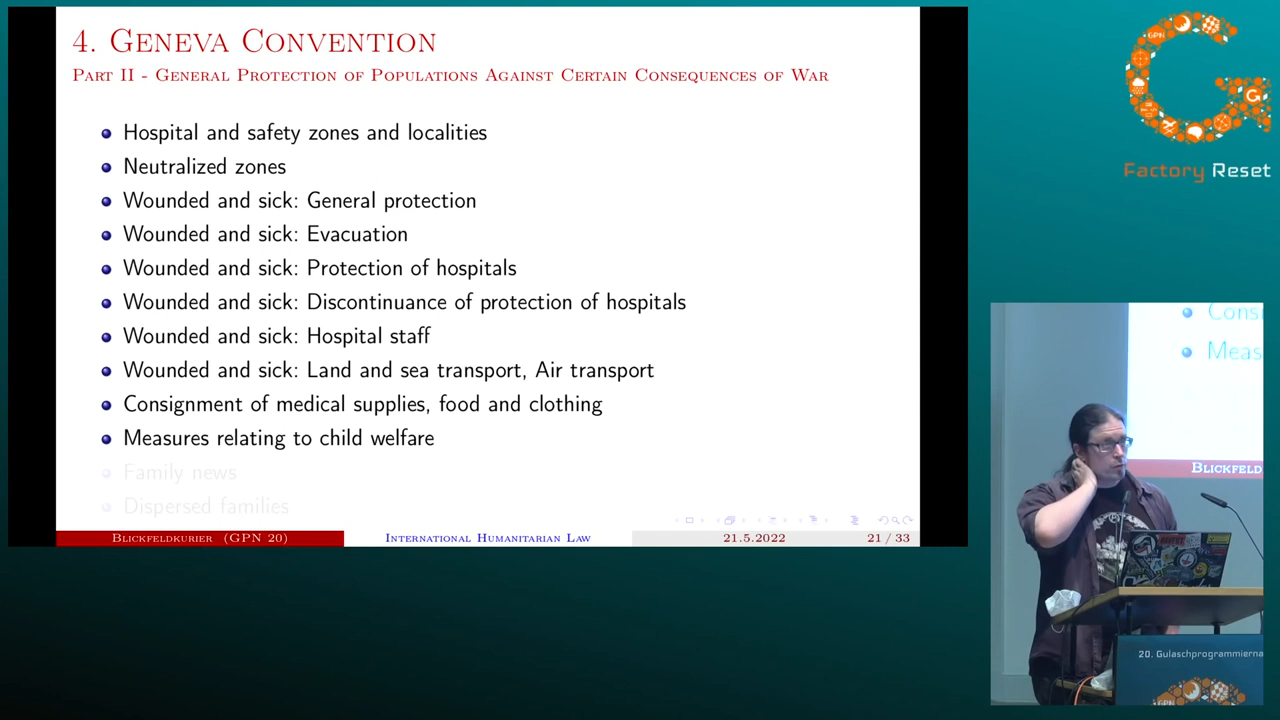 4. Geneva Convention
Part II - General Protection of Populations Against Certain Consequences of War
Hospital and safety zones and localities
Neutralized zones
Wounded and sick: General protection
Wounded and sick: Evacuation
Wounded and sick: Protection of hospitals
Wounded and sick: Discontinuance of protection of hospitals
Wounded and sick: Hospital staff
Wounded and sick: Land and sea transport, Air transport
Consignment of medical supplies, food and clothing
Measures relating to child welfare
Family news
Dispersed families
Blickfeldkurier (GPN 20)
International Humanitarian Law
21.5.2022
21 / 33
GPN
Factory Reset
Consi
Meas
Blickfeld
20. Gulaschprogrammierna